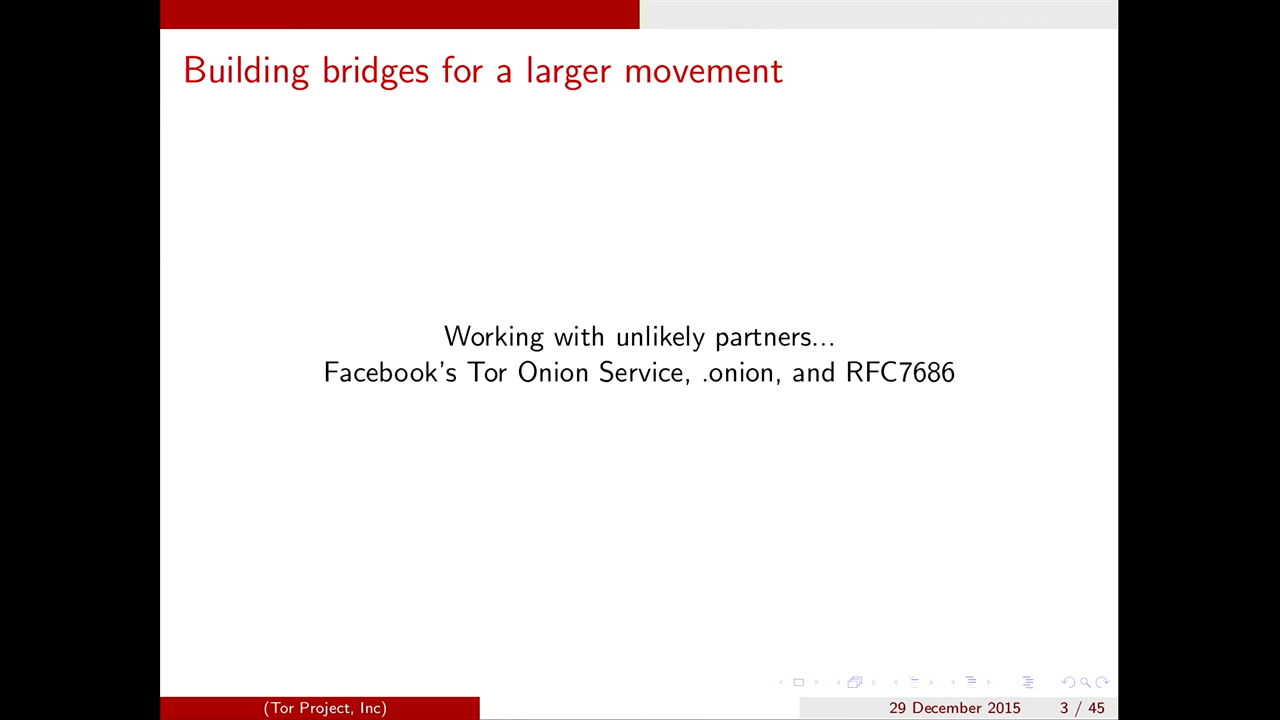 Building bridges for a larger movement
Working with unlikely partners...
Facebook's Tor Onion Service, .onion, and RFC7686
(Tor Project, Inc)
29 December 2015
3 / 45